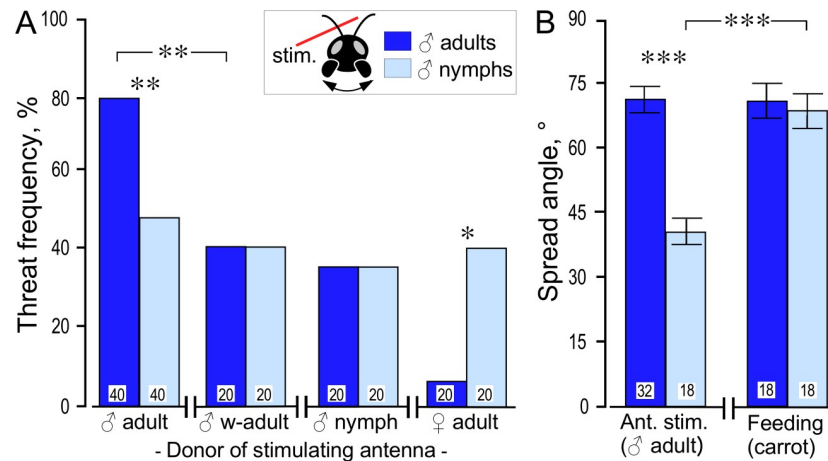 A
100
80
60
40
20
0
Threat frequency, %
**
**
*
stim.
♂ adults
♂ nymphs
40 40 20 20 20 20 20 20
♂ adult ♂ w-adult ♂ nymph ♀ adult
- Donor of stimulating antenna -
B
90
75
60
45
30
15
0
Spread angle, °
***
***
32 18 18 18
Ant. stim. Feeding
(♂ adult) (carrot)